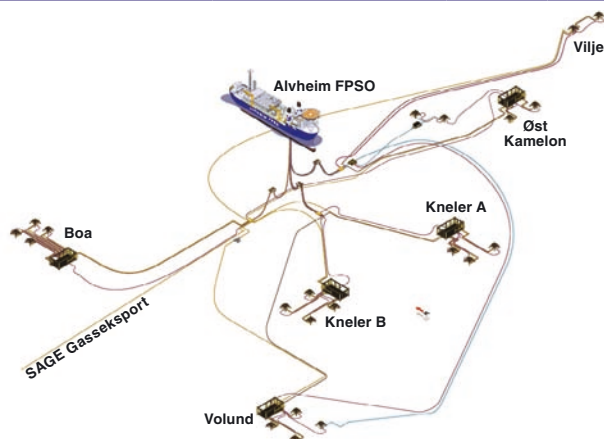 Vilje
Alvheim FPSO
Øst
Kamelon
Kneler A
Boa
Kneler B
SAGE Gasseksport
Volund